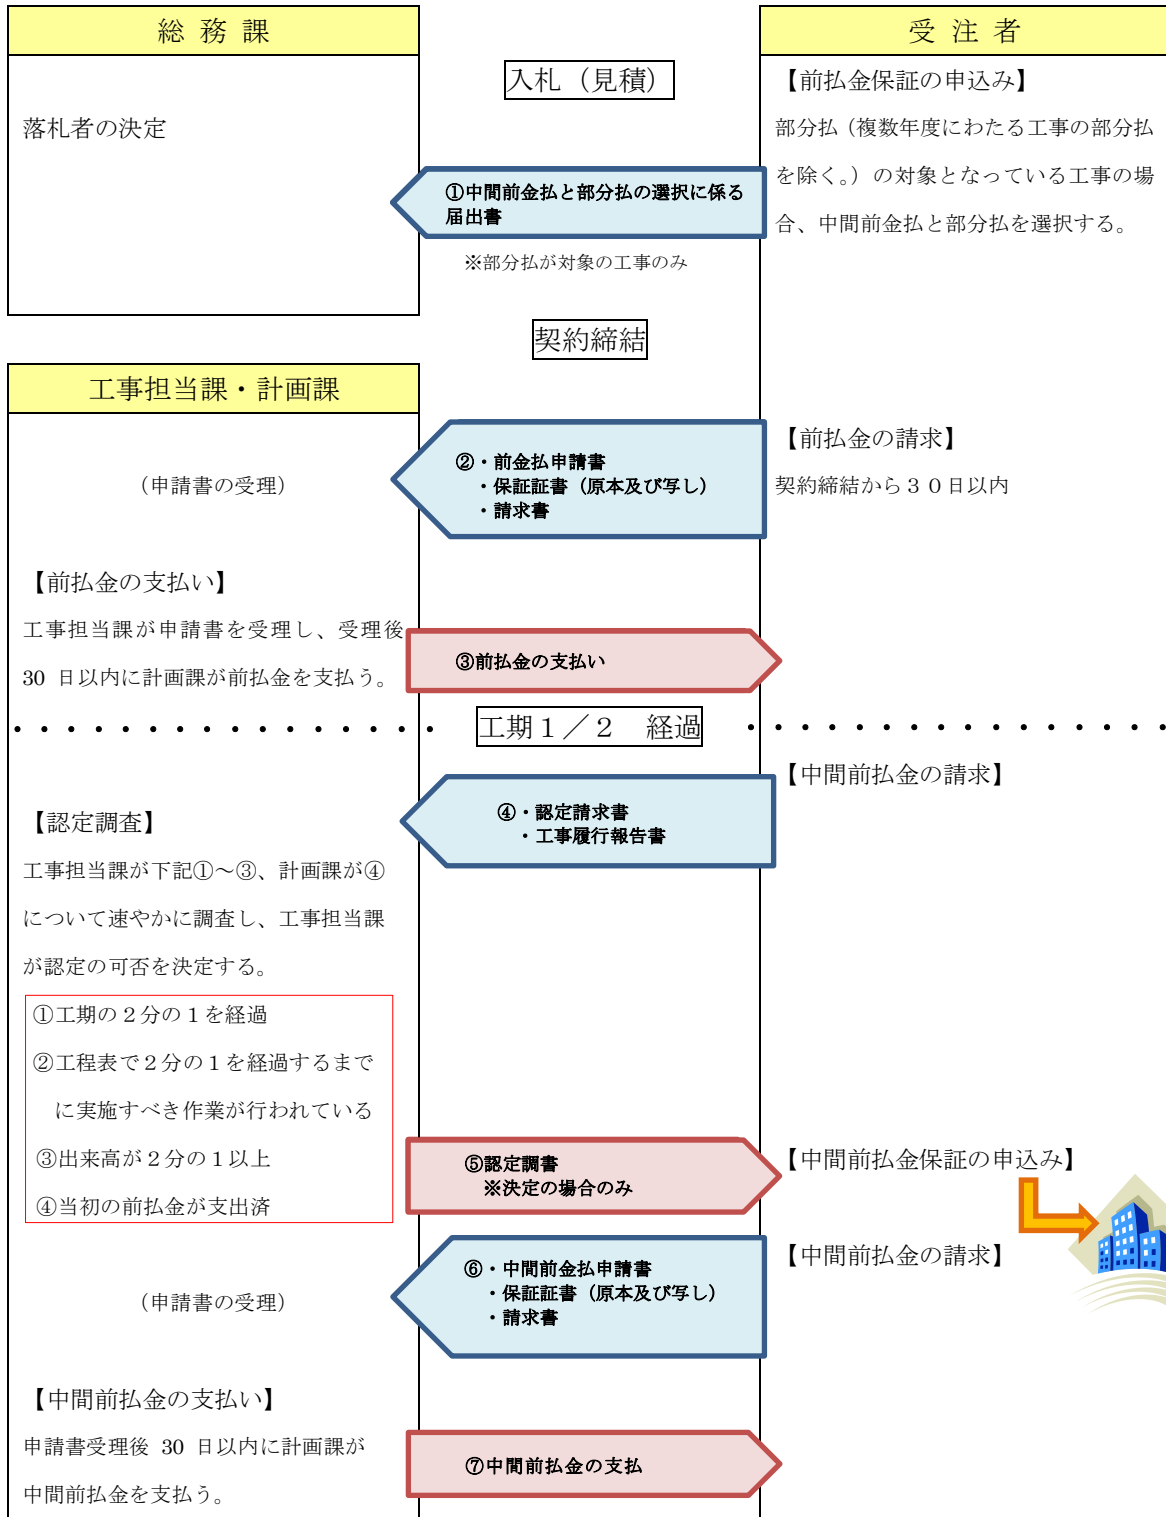 総務課
受注者
入札（見積）
落札者の決定
【前払金保証の申込み】
部分払（複数年度にわたる工事の部分払
を除く。）の対象となっている工事の場
合、中間前金払と部分払を選択する。
①中間前金払と部分払の選択に係る
届出書
※部分払が対象の工事のみ
契約締結
工事担当課・計画課
（申請書の受理）
②・前金払申請書
・保証証書（原本及び写し）
・請求書
【前払金の請求】
契約締結から３０日以内
【前払金の支払い】
工事担当課が申請書を受理し、受理後
30 日以内に計画課が前払金を支払う。
③前払金の支払い
工期１／２　経過
【中間前払金の請求】
④・認定請求書
・工事履行報告書
【認定調査】
工事担当課が下記①～③、計画課が④
について速やかに調査し、工事担当課
が認定の可否を決定する。
①工期の２分の１を経過
②工程表で２分の１を経過するまで
に実施すべき作業が行われている
③出来高が２分の１以上
④当初の前払金が支出済
⑤認定調書
※決定の場合のみ
【中間前払金保証の申込み】
【中間前払金の請求】
⑥・中間前金払申請書
・保証証書（原本及び写し）
・請求書
（申請書の受理）
【中間前払金の支払い】
申請書受理後 30 日以内に計画課が
中間前払金を支払う。
⑦中間前払金の支払